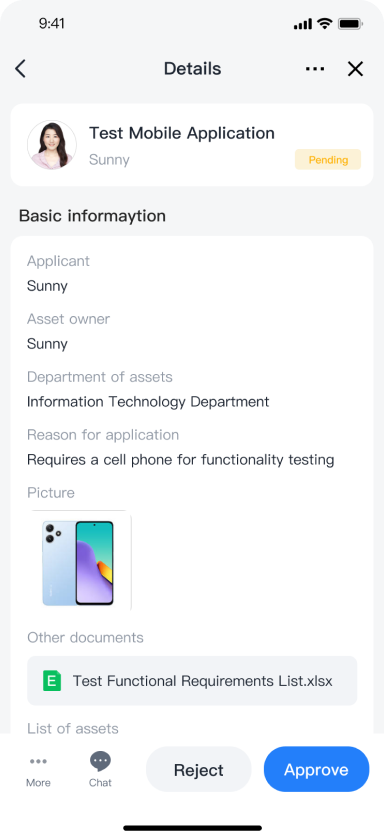 9:41
Details
Test Mobile Application
Sunny
Pending
Basic informaytion
Applicant
Sunny
Asset owner
Sunny
Department of assets
Information Technology Department
Reason for application
Requires a cell phone for functionality testing
Picture
Other documents
E Test Functional Requirements List.xlsx
List of assets
More
Chat
Reject
Approve